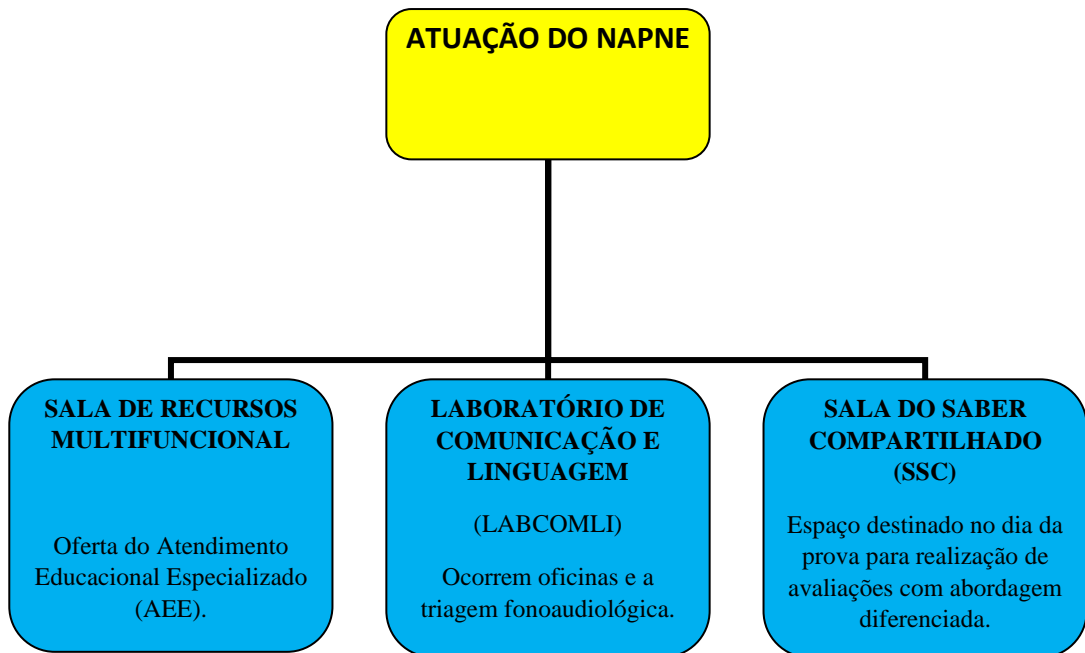 ATUAÇÃO DO NAPNE
SALA DE RECURSOS
MULTIFUNCIONAL
Oferta do Atendimento
Educacional Especializado
(AEE).
LABORATÓRIO DE
COMUNICAÇÃO E
LINGUAGEM
(LABCOMLI)
Ocorrem oficinas e a
triagem fonoaudiológica.
SALA DO SABER
COMPARTILHADO
(SSC)
Espaço destinado no dia da
prova para realização de
avaliações com abordagem
diferenciada.